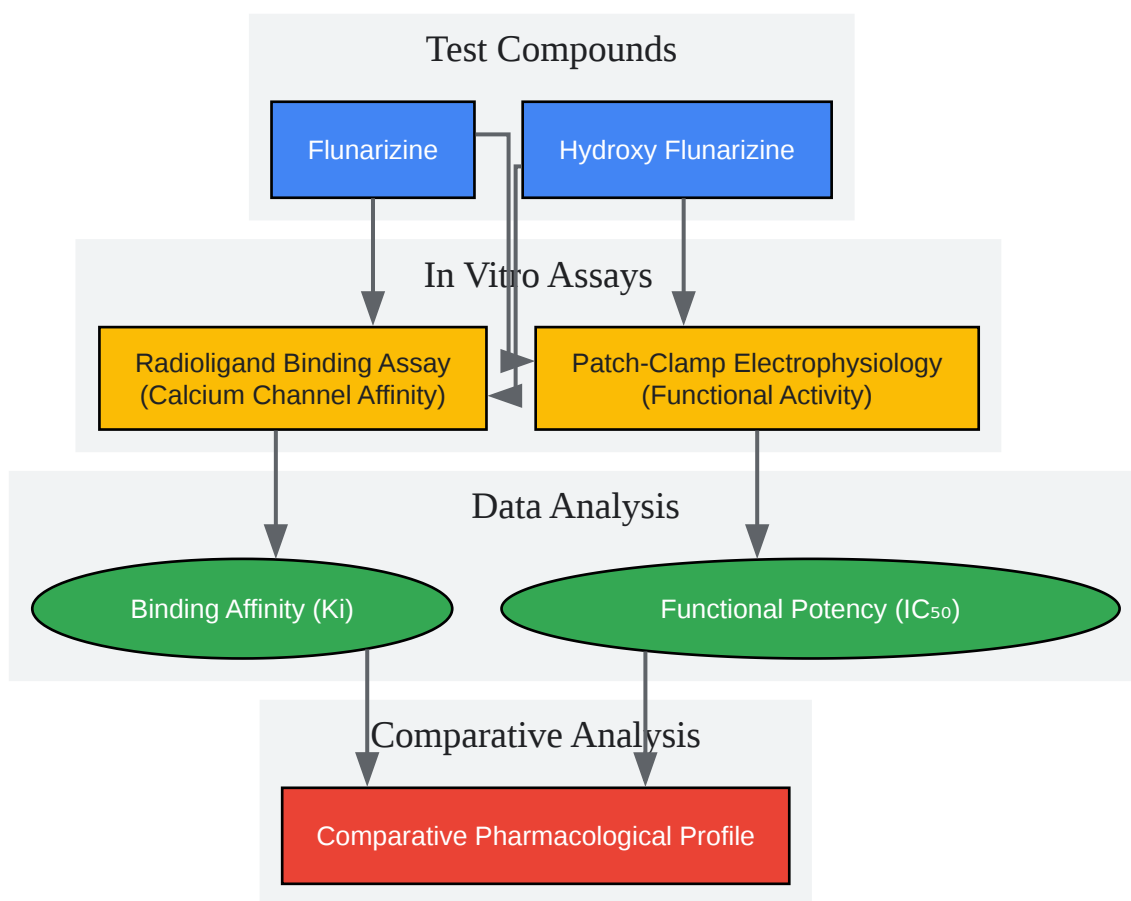 Test Compounds
Flunarizine
Hydroxy Flunarizine
In Vitro Assays
Radioligand Binding Assay
(Calcium Channel Affinity)
Patch-Clamp Electrophysiology
(Functional Activity)
Data Analysis
Binding Affinity (Ki)
Functional Potency (IC₅₀)
Comparative Analysis
Comparative Pharmacological Profile